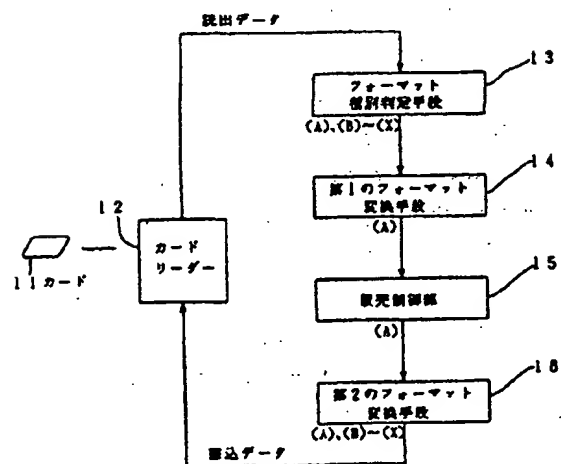 読出データ
13
フォーマット
種別判定手段
(A)、(B)〜(X)
14
第1のフォーマット
変換手段
(A)
12
カード
リーダー
11カード
15
販売制御部
(A)
16
第2のフォーマット
変換手段
(A)、(B)〜(X)
書込データ